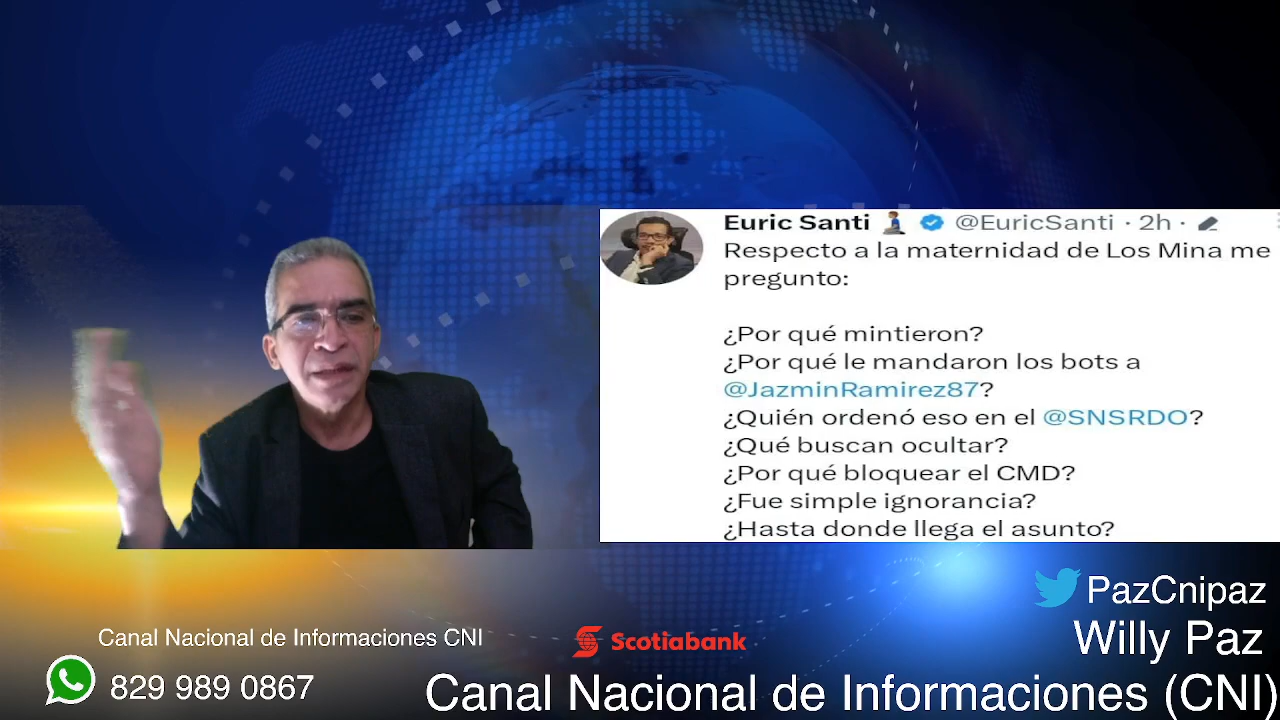 Euric Santi @EuricSanti · 2h ·
Respecto a la maternidad de Los Mina me
pregunto:
¿Por qué mintieron?
¿Por qué le mandaron los bots a
@JazminRamirez87?
¿Quién ordenó eso en el @SNSRDO?
¿Qué buscan ocultar?
¿Por qué bloquear el CMD?
¿Fue simple ignorancia?
¿Hasta donde llega el asunto?
PazCnipaz
Willy Paz
Canal Nacional de Informaciones CNI
Scotiabank
829 989 0867
Canal Nacional de Informaciones (CNI)